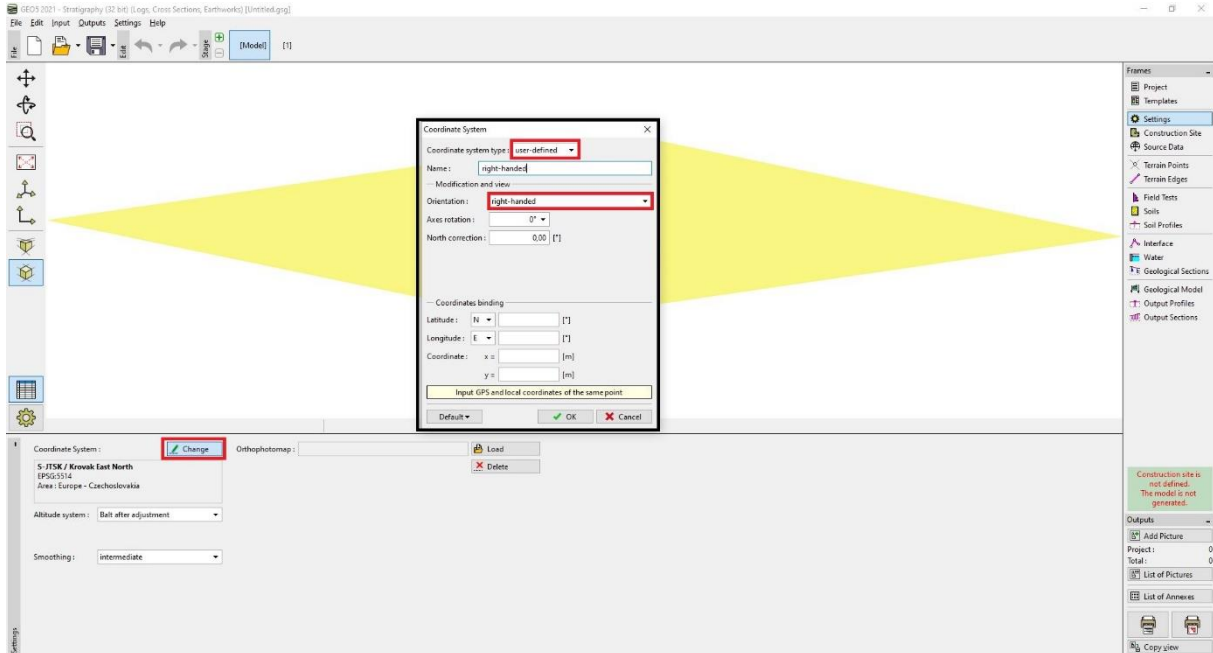 GEO5 2021 - Stratigraphy (32 bit) (Logs, Cross Sections, Earthworks) [Untitled.gsg]
File Edit Input Outputs Settings Help
File
Edit
Stage
[Model] [1]
Frames
Project
Templates
Settings
Construction Site
Source Data
Terrain Points
Terrain Edges
Field Tests
Soils
Soil Profiles
Interface
Water
Geological Sections
Geological Model
Output Profiles
Output Sections
Coordinate System
Coordinate system type : user-defined
Name : right-handed
Modification and view
Orientation : right-handed
Axes rotation : 0°
North correction : 0,00 [°]
Coordinates binding
Latitude : N [°]
Longitude : E [°]
Coordinate : x = [m]
y = [m]
Input GPS and local coordinates of the same point
Default OK Cancel
Coordinate System : Change Orthophotomap : Load
Delete
S-JTSK / Krovak East North
EPSG:5514
Area : Europe - Czechoslovakia
Altitude system : Balt after adjustment
Smoothing : intermediate
Settings
Construction site is
not defined.
The model is not
generated.
Outputs
Add Picture
Project : 0
Total : 0
List of Pictures
List of Annexes
Copy view